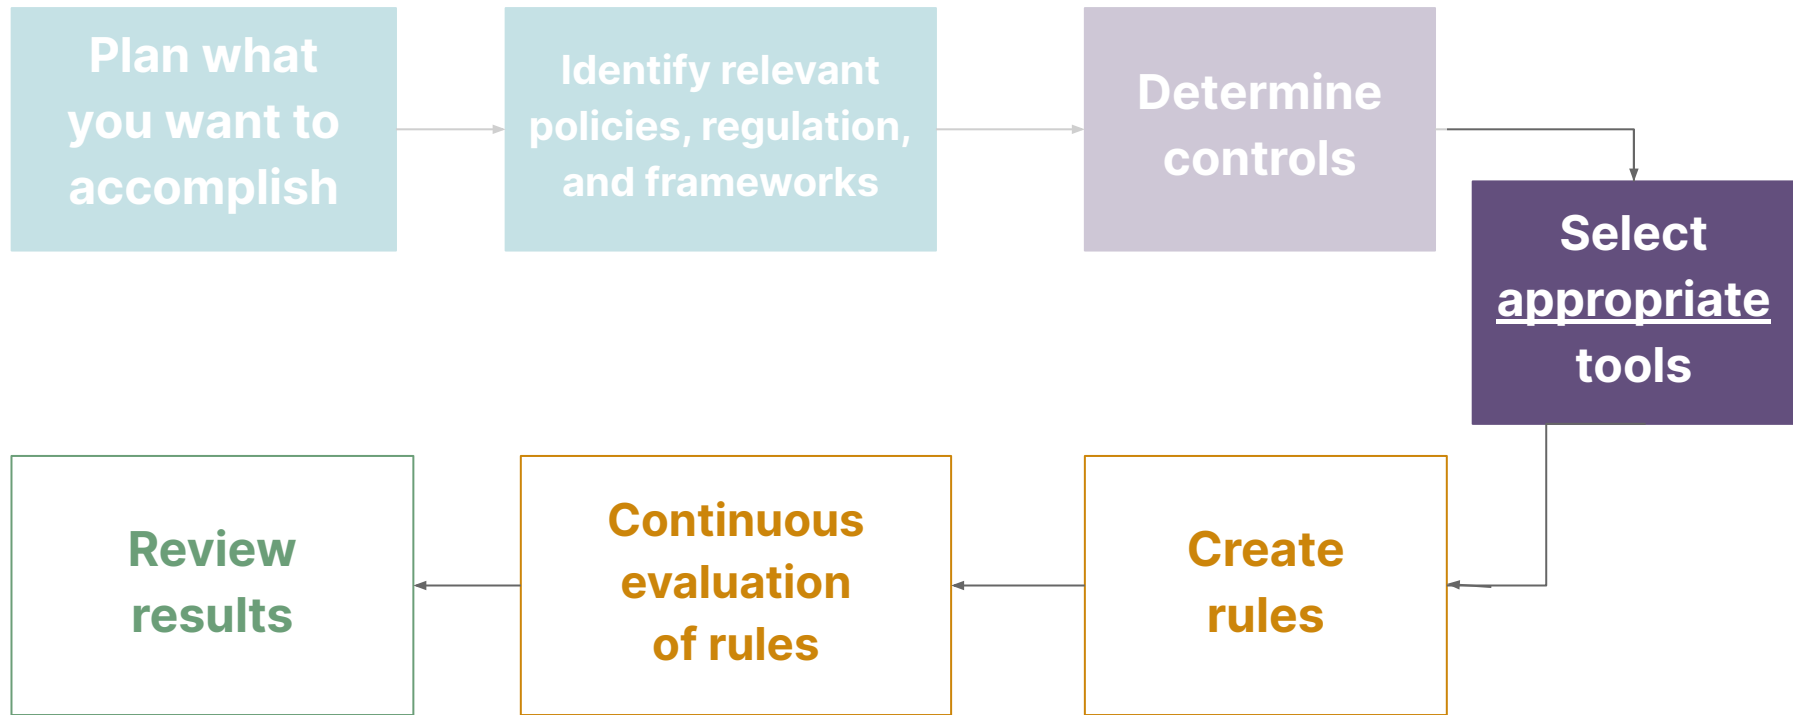 Plan what
you want to
accomplish
Identify relevant
policies, regulation,
and frameworks
Determine
controls
Select
appropriate
tools
Create
rules
Continuous
evaluation
of rules
Review
results